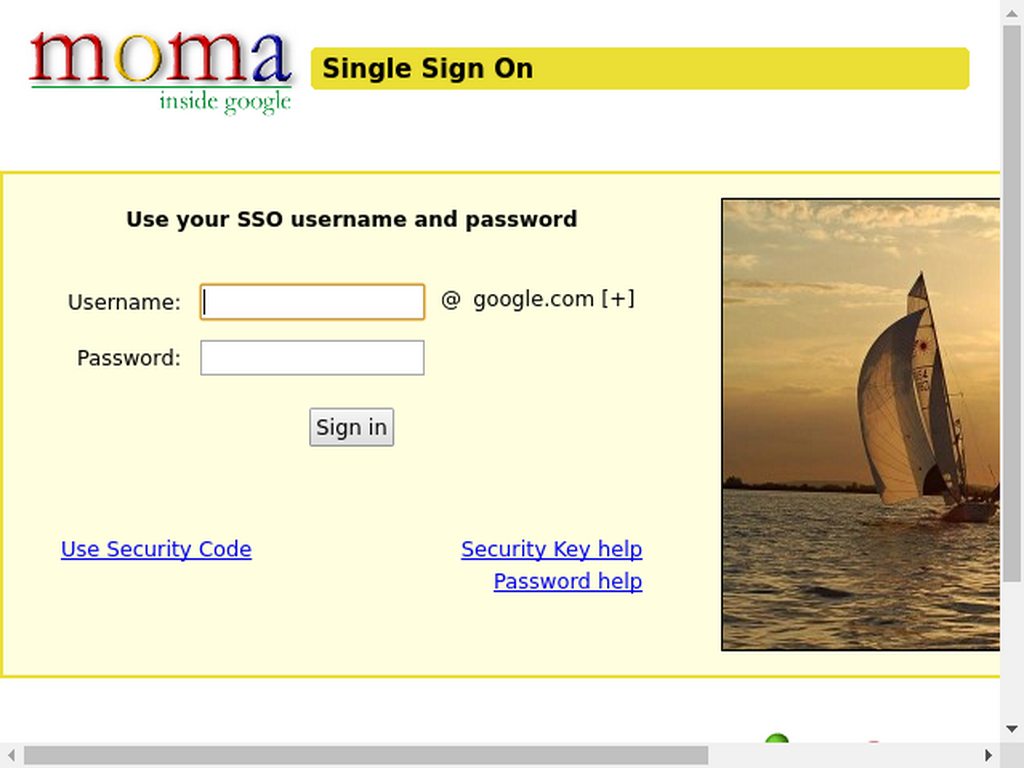 moma
inside google
Single Sign On
Use your SSO username and password
Username: @ google.com [+]
Password:
Sign in
Use Security Code
Security Key help
Password help